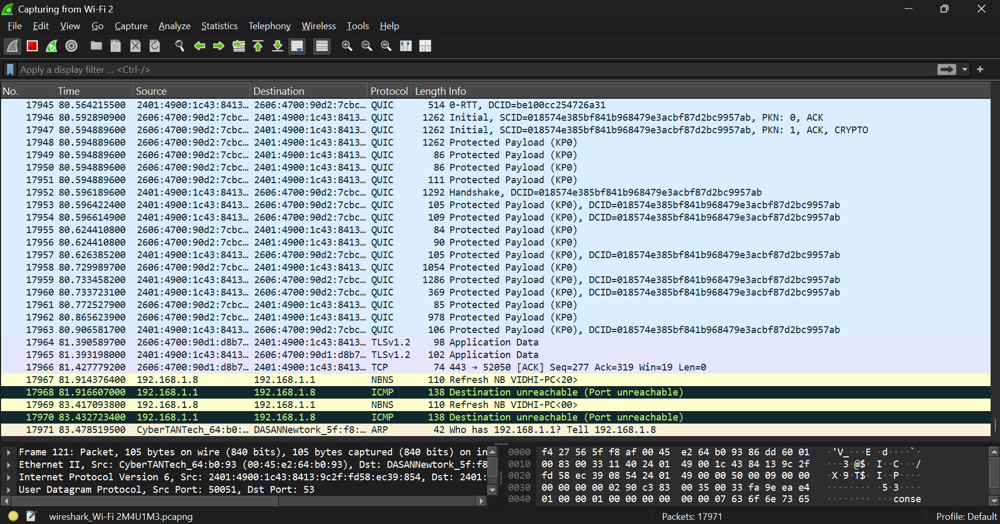 Capturing from Wi-Fi 2
File Edit View Go Capture Analyze Statistics Telephony Wireless Tools Help
Apply a display filter ... <Ctrl-/>
No. Time Source Destination Protocol Length Info
17945 80.564215500 2401:4900:1c43:8413… 2606:4700:90d2:7cbc… QUIC 514 0-RTT, DCID=be100cc254726a31
17946 80.592890900 2606:4700:90d2:7cbc… 2401:4900:1c43:8413… QUIC 1262 Initial, SCID=018574e385bf841b968479e3acbf87d2bc9957ab, PKN: 0, ACK
17947 80.594889600 2606:4700:90d2:7cbc… 2401:4900:1c43:8413… QUIC 1262 Initial, SCID=018574e385bf841b968479e3acbf87d2bc9957ab, PKN: 1, ACK, CRYPTO
17948 80.594889600 2606:4700:90d2:7cbc… 2401:4900:1c43:8413… QUIC 1262 Protected Payload (KP0)
17949 80.594889600 2606:4700:90d2:7cbc… 2401:4900:1c43:8413… QUIC 86 Protected Payload (KP0)
17950 80.594889600 2606:4700:90d2:7cbc… 2401:4900:1c43:8413… QUIC 86 Protected Payload (KP0)
17951 80.594889600 2606:4700:90d2:7cbc… 2401:4900:1c43:8413… QUIC 111 Protected Payload (KP0)
17952 80.596189600 2401:4900:1c43:8413… 2606:4700:90d2:7cbc… QUIC 1292 Handshake, DCID=018574e385bf841b968479e3acbf87d2bc9957ab
17953 80.596422400 2401:4900:1c43:8413… 2606:4700:90d2:7cbc… QUIC 105 Protected Payload (KP0), DCID=018574e385bf841b968479e3acbf87d2bc9957ab
17954 80.596614900 2401:4900:1c43:8413… 2606:4700:90d2:7cbc… QUIC 109 Protected Payload (KP0), DCID=018574e385bf841b968479e3acbf87d2bc9957ab
17955 80.624410800 2606:4700:90d2:7cbc… 2401:4900:1c43:8413… QUIC 84 Protected Payload (KP0)
17956 80.624410800 2606:4700:90d2:7cbc… 2401:4900:1c43:8413… QUIC 90 Protected Payload (KP0)
17957 80.626385200 2401:4900:1c43:8413… 2606:4700:90d2:7cbc… QUIC 105 Protected Payload (KP0), DCID=018574e385bf841b968479e3acbf87d2bc9957ab
17958 80.729989700 2606:4700:90d2:7cbc… 2401:4900:1c43:8413… QUIC 1054 Protected Payload (KP0)
17959 80.733458200 2401:4900:1c43:8413… 2606:4700:90d2:7cbc… QUIC 1286 Protected Payload (KP0), DCID=018574e385bf841b968479e3acbf87d2bc9957ab
17960 80.733723100 2401:4900:1c43:8413… 2606:4700:90d2:7cbc… QUIC 369 Protected Payload (KP0), DCID=018574e385bf841b968479e3acbf87d2bc9957ab
17961 80.772527900 2606:4700:90d2:7cbc… 2401:4900:1c43:8413… QUIC 85 Protected Payload (KP0)
17962 80.865623900 2606:4700:90d2:7cbc… 2401:4900:1c43:8413… QUIC 978 Protected Payload (KP0)
17963 80.906581700 2401:4900:1c43:8413… 2606:4700:90d2:7cbc… QUIC 106 Protected Payload (KP0), DCID=018574e385bf841b968479e3acbf87d2bc9957ab
17964 81.390589700 2606:4700:90d1:d8b7… 2401:4900:1c43:8413… TLSv1.2 98 Application Data
17965 81.393198000 2401:4900:1c43:8413… 2606:4700:90d1:d8b7… TLSv1.2 102 Application Data
17966 81.427779200 2606:4700:90d1:d8b7… 2401:4900:1c43:8413… TCP 74 443 → 52050 [ACK] Seq=277 Ack=319 Win=19 Len=0
17967 81.914376400 192.168.1.8 192.168.1.1 NBNS 110 Refresh NB VIDHI-PC<20>
17968 81.916607000 192.168.1.1 192.168.1.8 ICMP 138 Destination unreachable (Port unreachable)
17969 83.417093800 192.168.1.8 192.168.1.1 NBNS 110 Refresh NB VIDHI-PC<00>
17970 83.432723400 192.168.1.1 192.168.1.8 ICMP 138 Destination unreachable (Port unreachable)
17971 83.478519500 CyberTANTech_64:b0:… DASANNewtork_5f:f8:… ARP 42 Who has 192.168.1.1? Tell 192.168.1.8
Frame 121: Packet, 105 bytes on wire (840 bits), 105 bytes captured (840 bits) on in
Ethernet II, Src: CyberTANTech_64:b0:93 (00:45:e2:64:b0:93), Dst: DASANNewtork_5f:f8
Internet Protocol Version 6, Src: 2401:4900:1c43:8413:9c2f:fd58:ec39:854, Dst: 2401:
User Datagram Protocol, Src Port: 50051, Dst Port: 53
0000 f4 27 56 5f f8 af 00 45 e2 64 b0 93 86 dd 60 01 ·'V_···E ·d····`·
0010 00 83 00 33 11 40 24 01 49 00 1c 43 84 13 9c 2f ···3·@$· I··C···/
0020 fd 58 ec 39 08 54 24 01 49 00 00 50 00 09 00 00 ·X·9·T$· I··P····
0030 00 00 00 00 02 90 c3 83 00 35 00 33 fa 9e ea e4 ········ ·5·3····
0040 01 00 00 01 00 00 00 00 00 00 07 63 6f 6e 73 65 ········ ···conse
wireshark_Wi-Fi 2M4U1M3.pcapng
Packets: 17971
Profile: Default